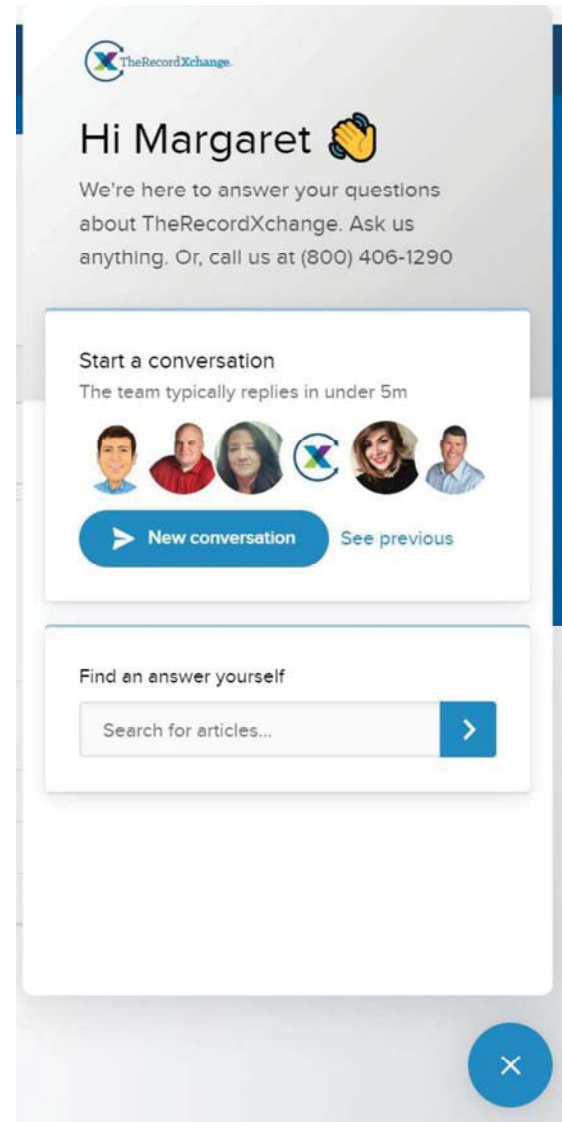 TheRecordXchange.
Hi Margaret 👋
We're here to answer your questions
about TheRecordXchange. Ask us
anything. Or, call us at (800) 406-1290
Start a conversation
The team typically replies in under 5m
New conversation
See previous
Find an answer yourself
Search for articles...